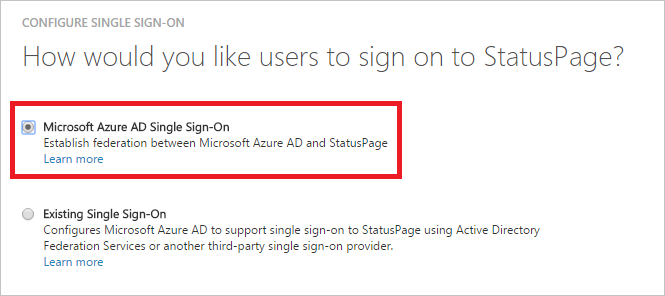 CONFIGURE SINGLE SIGN-ON
How would you like users to sign on to StatusPage?
Microsoft Azure AD Single Sign-On
Establish federation between Microsoft Azure AD and StatusPage
Learn more
Existing Single Sign-On
Configures Microsoft Azure AD to support single sign-on to StatusPage using Active Directory
Federation Services or another third-party single sign-on provider.
Learn more